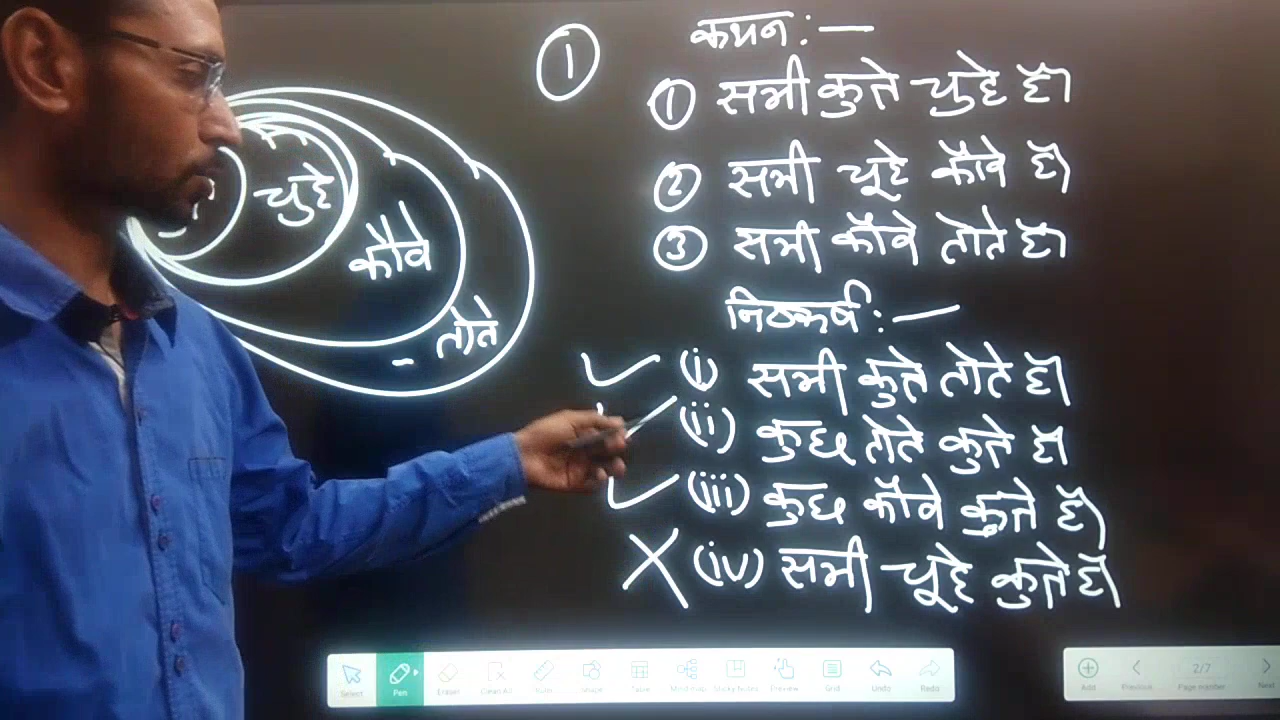 ① कथन :—
① सभी कुत्ते चुहे है।
② सभी चूहे कौवे है।
③ सभी कौवे तोते है।
निष्कर्ष :—
(i) सभी कुत्ते तोते है।
(ii) कुछ तोते कुत्ते है।
(iii) कुछ कौवे कुत्ते है।
(iv) सभी चूहे कुत्ते है।
चुहे
कौवे
तोते
Select Pen Eraser Clean All Shape Table Mind map Sticky Notes Preview Grid Undo Redo
Add Previous 2/7 Page number Next